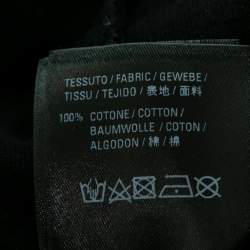 TESSUTO / FABRIC / GEWEBE /
TISSU / TEJIDO / 表地 / 面料
100% COTONE / COTTON /
BAUMWOLLE / COTON /
ALGODON / 綿 / 棉